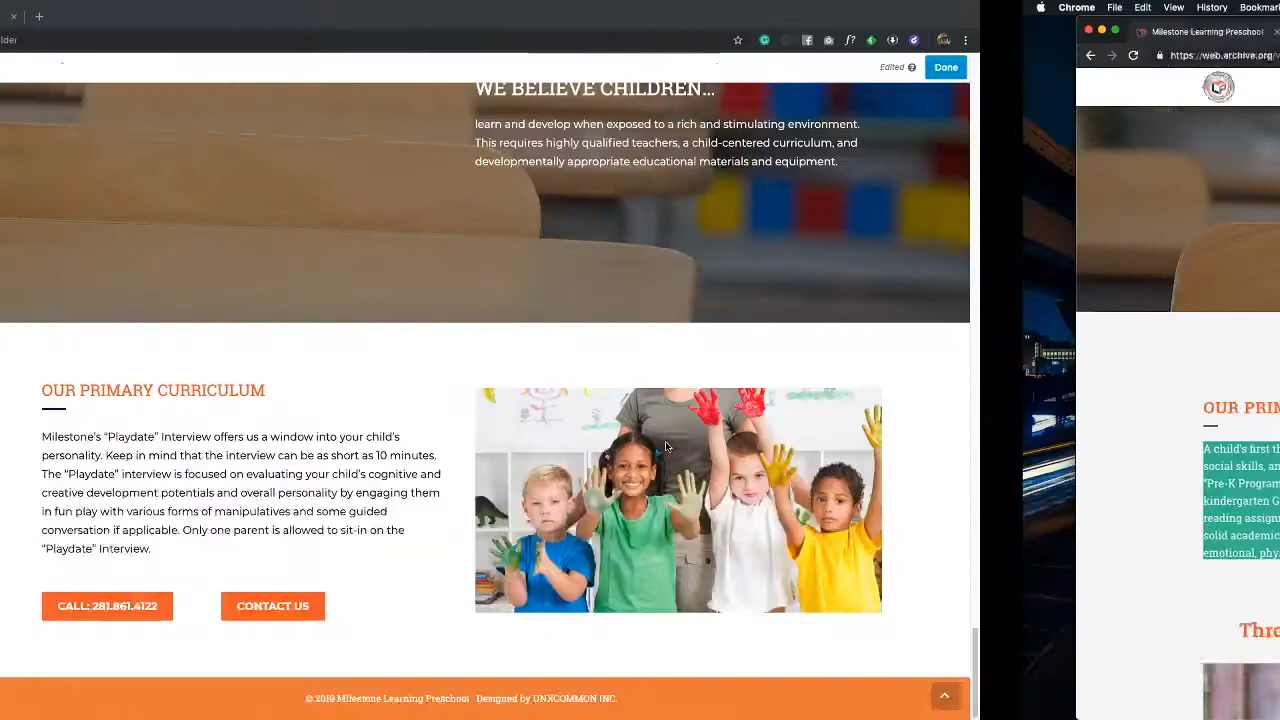 Chrome File Edit View History Bookmar
lder
Milestone Learning Preschool
https://web.archive.org
Edited
Done
WE BELIEVE CHILDREN...
learn and develop when exposed to a rich and stimulating environment.
This requires highly qualified teachers, a child-centered curriculum, and
developmentally appropriate educational materials and equipment.
OUR PRIMARY CURRICULUM
Milestone's "Playdate" Interview offers us a window into your child's
personality. Keep in mind that the interview can be as short as 10 minutes.
The "Playdate" interview is focused on evaluating your child's cognitive and
creative development potentials and overall personality by engaging them
in fun play with various forms of manipulatives and some guided
conversation if applicable. Only one parent is allowed to sit-in on the
"Playdate" Interview.
CALL: 281.861.4122
CONTACT US
© 2019 Milestone Learning Preschool Designed by UNXCOMMON INC.
OUR PRIM
A child's first th
social skills, an
"Pre-K Program
kindergarten G
reading assignm
solid academic
emotional, phy
Thre